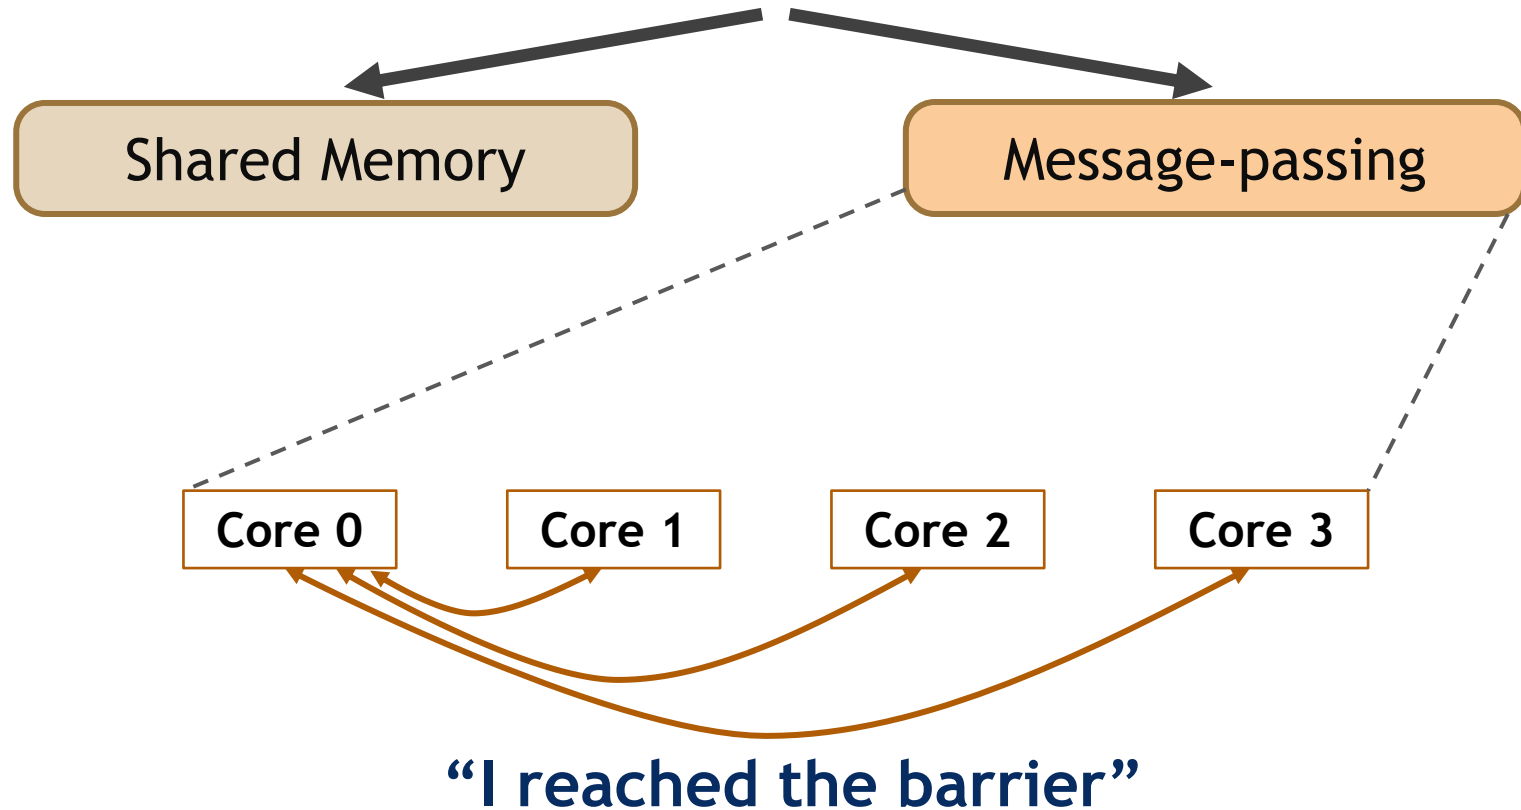 Shared Memory
Message-passing
Core 0
Core 1
Core 2
Core 3
“I reached the barrier”